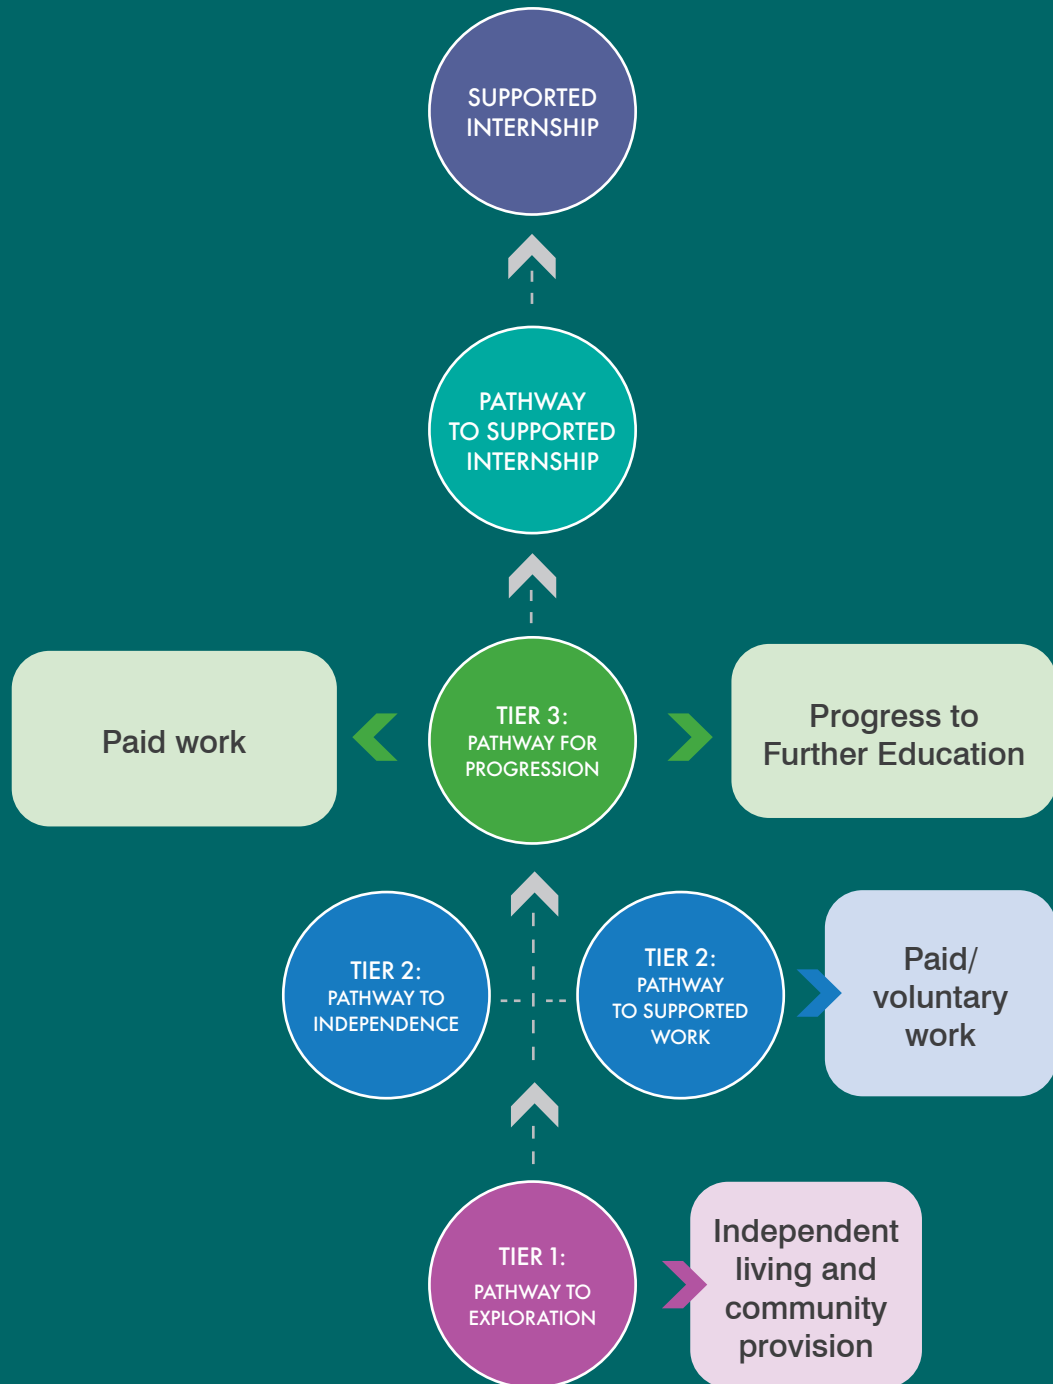 SUPPORTED
INTERNSHIP
PATHWAY
TO SUPPORTED
INTERNSHIP
Paid work
TIER 3:
PATHWAY FOR
PROGRESSION
Progress to
Further Education
TIER 2:
PATHWAY TO
INDEPENDENCE
TIER 2:
PATHWAY
TO SUPPORTED
WORK
Paid/
voluntary
work
TIER 1:
PATHWAY TO
EXPLORATION
Independent
living and
community
provision